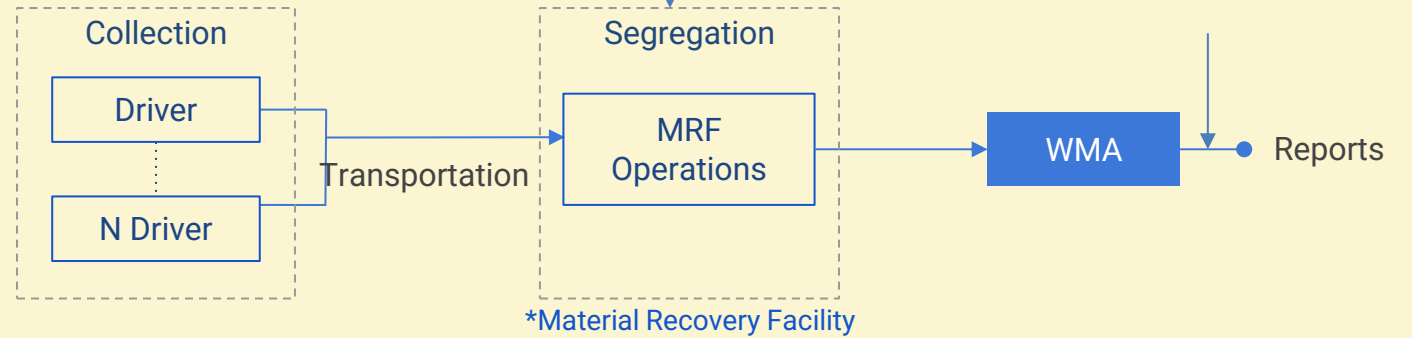 Collection
Driver
N Driver
Transportation
Segregation
MRF
Operations
*Material Recovery Facility
WMA
Reports